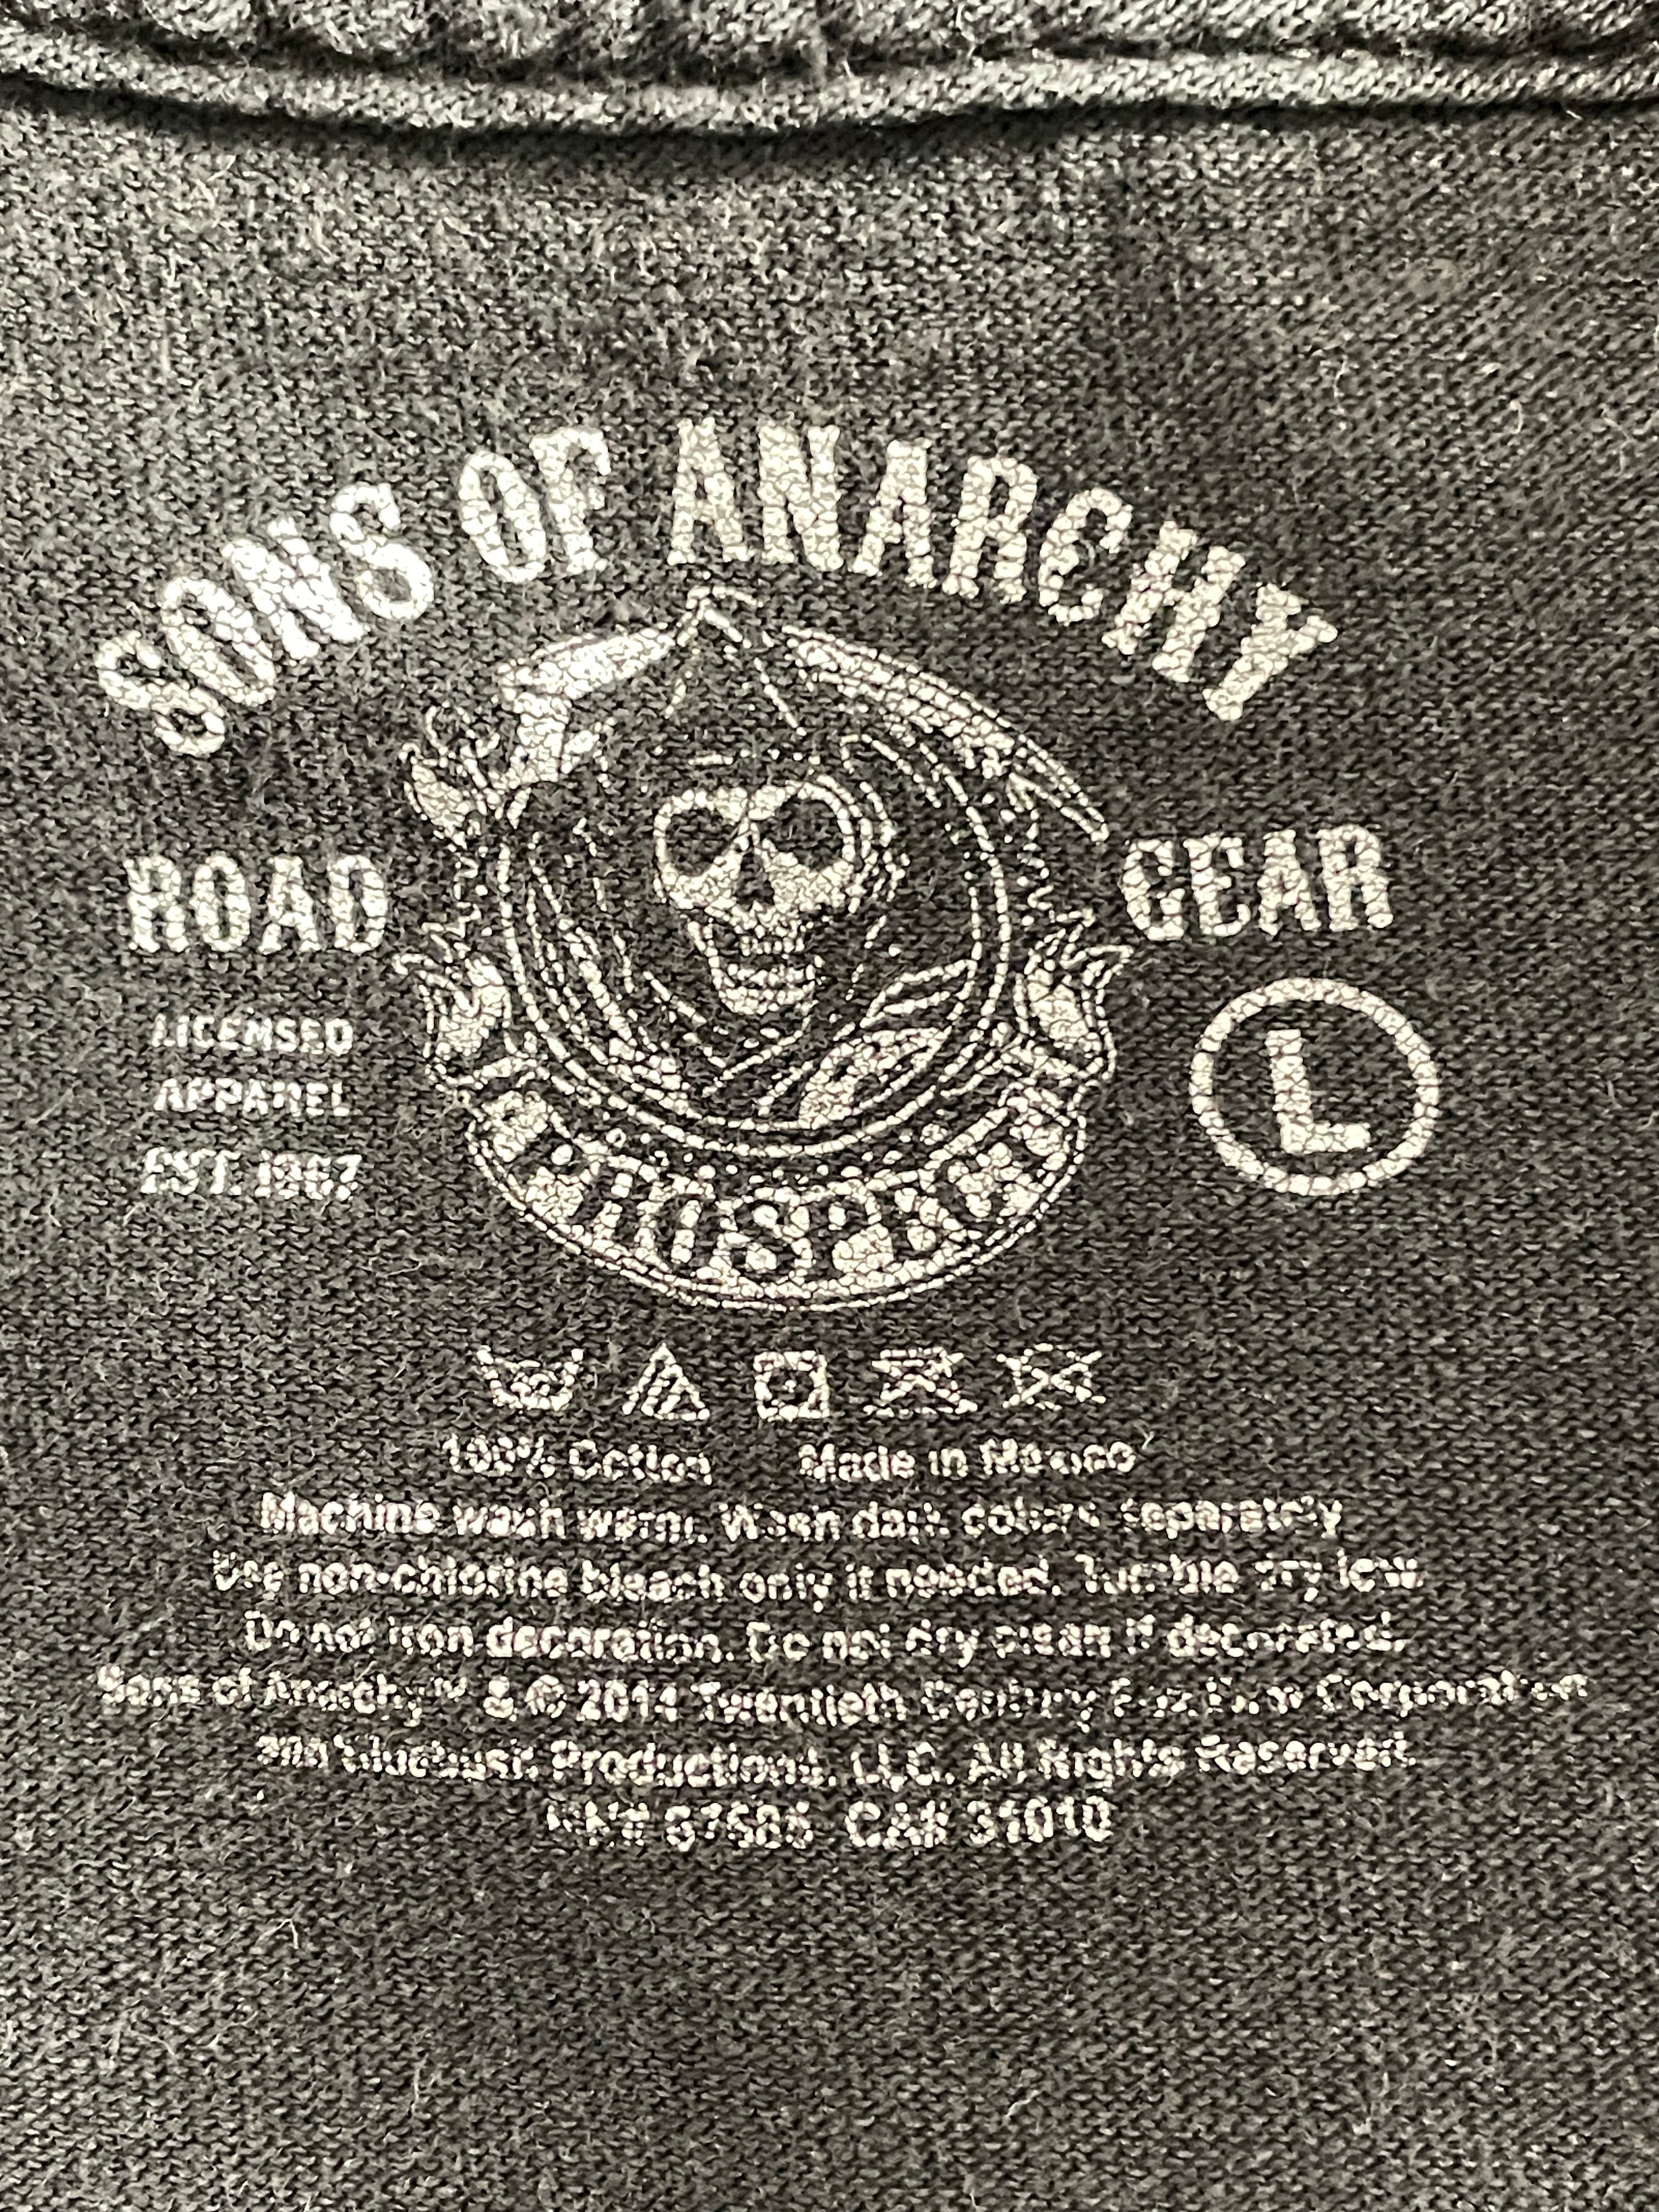 SONS OF ANARCHY
ROAD GEAR
LICENSED
APPAREL
EST. 1967
L
PROSPECT
100% Cotton Made in Mexico
Machine wash warm. Wash dark colors separately
Use non-chlorine bleach only if needed. Tumble dry low
Do not iron decoration. Do not dry clean if decorated.
Sons of Anarchy™ & © 2014 Twentieth Century Fox Film Corporation
and Bluebush Productions, LLC. All Rights Reserved.
RN# CA# 31010